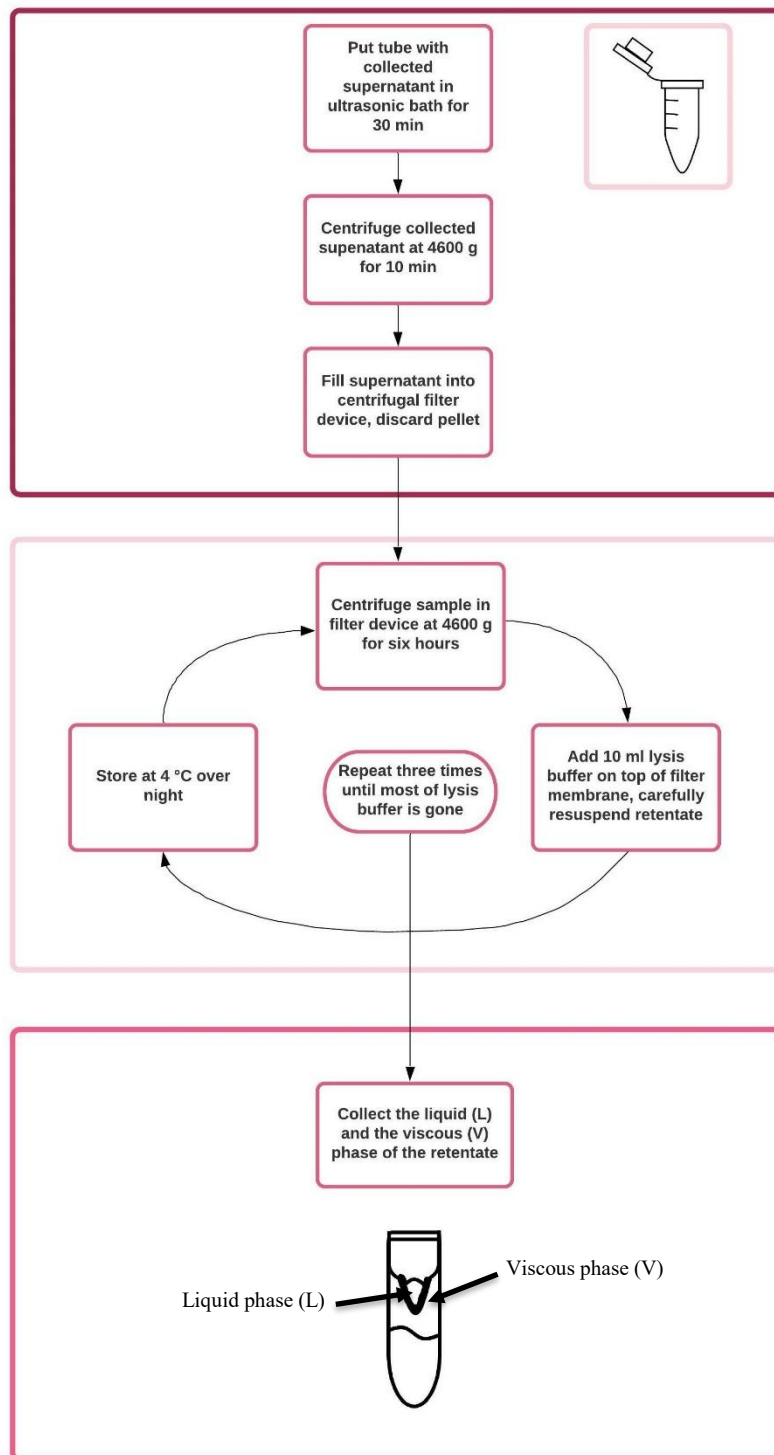 Put tube with
collected
supernatant in
ultrasonic bath for
30 min
Centrifuge collected
supenatant at 4600 g
for 10 min
Fill supernatant into
centrifugal filter
device, discard pellet
Centrifuge sample in
filter device at 4600 g
for six hours
Store at 4 °C over
night
Repeat three times
until most of lysis
buffer is gone
Add 10 ml lysis
buffer on top of filter
membrane, carefully
resuspend retentate
Collect the liquid (L)
and the viscous (V)
phase of the retentate
Viscous phase (V)
Liquid phase (L)